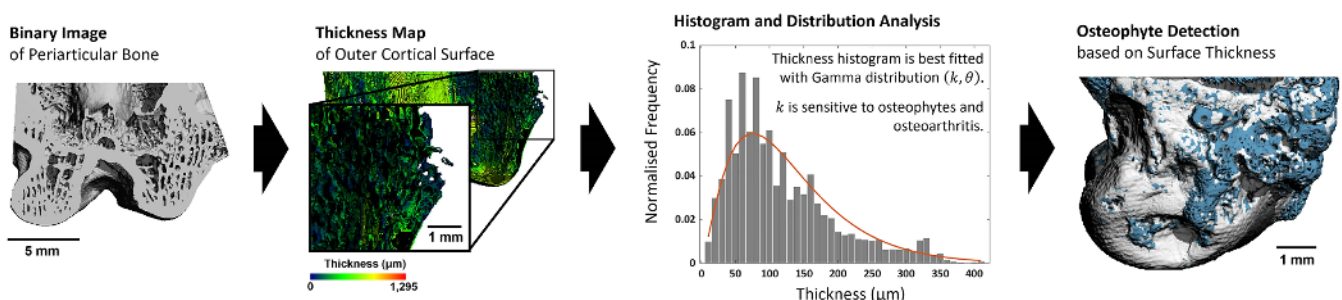 Binary Image
of Periarticular Bone
5 mm
Thickness Map
of Outer Cortical Surface
1 mm
Thickness (μm)
0 1,295
Histogram and Distribution Analysis
Thickness histogram is best fitted
with Gamma distribution (k, θ).
k is sensitive to osteophytes and
osteoarthritis.
Normalised Frequency
0.1
0.08
0.06
0.04
0.02
0
0 50 100 150 200 250 300 350 400
Thickness (μm)
Osteophyte Detection
based on Surface Thickness
1 mm